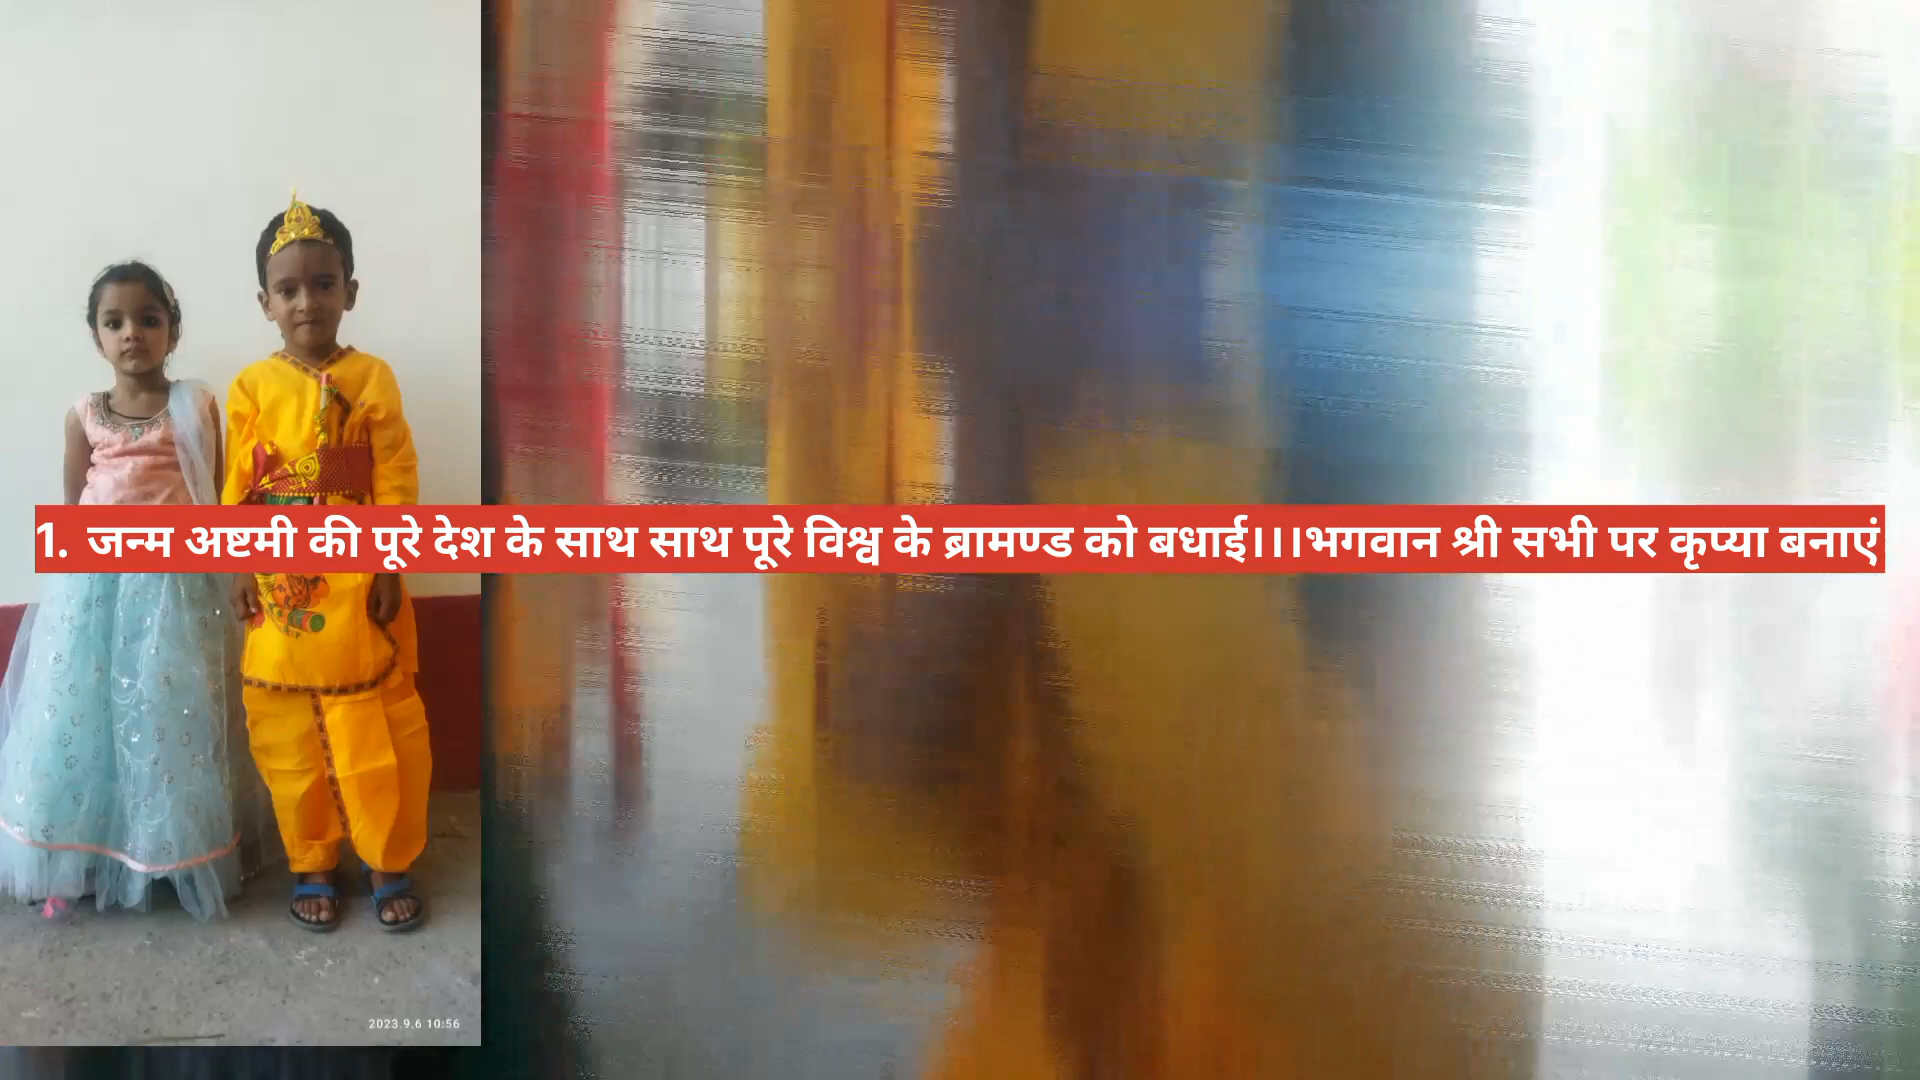 1. जन्म अष्टमी की पूरे देश के साथ साथ पूरे विश्व के ब्रामण्ड को बधाई।।।भगवान श्री सभी पर कृप्या बनाएं
2023.9.6 10:56